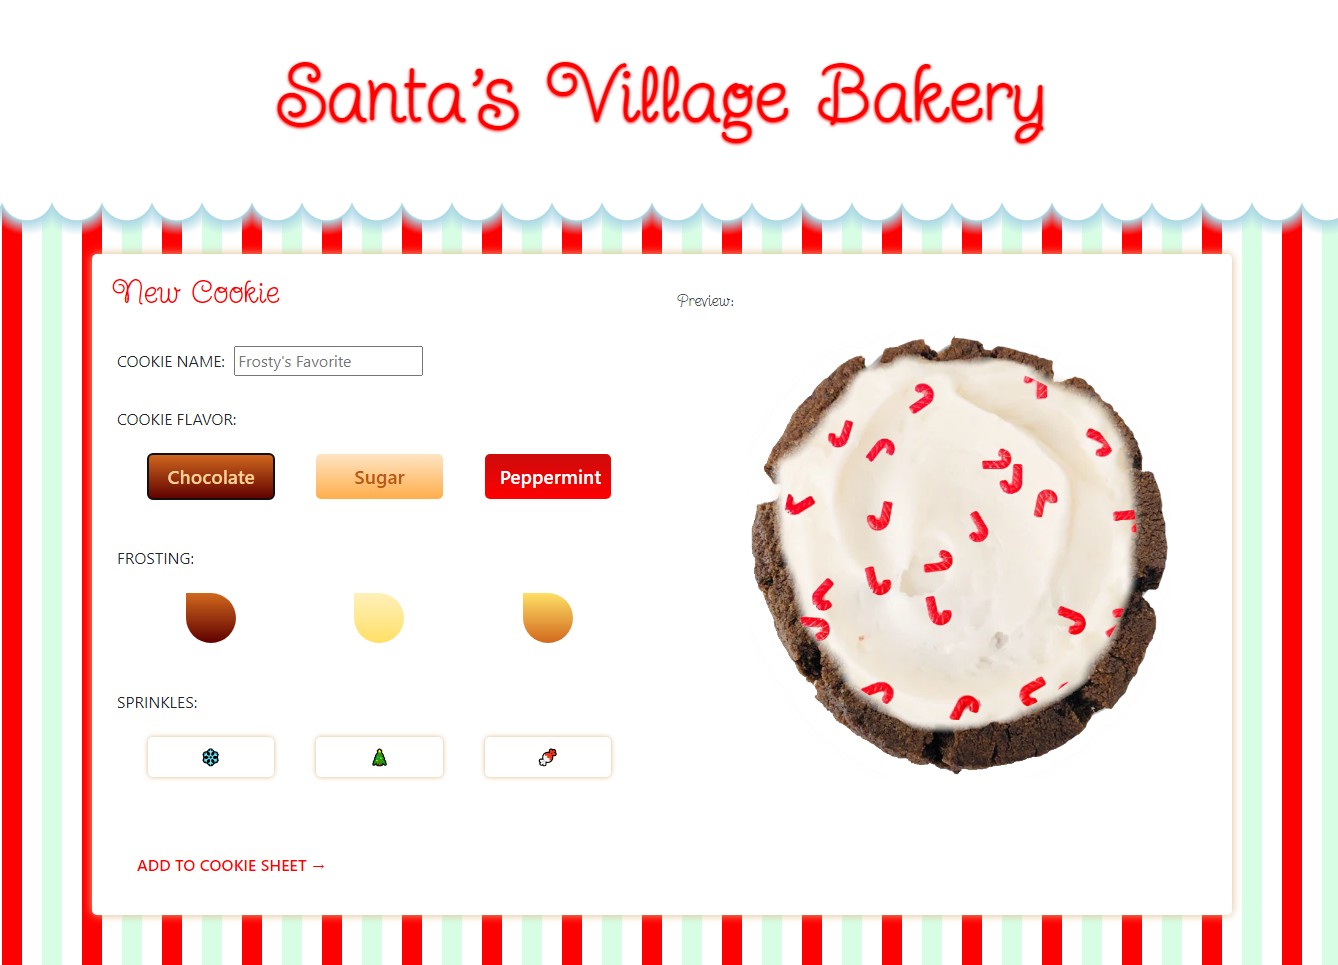 Santa's Village Bakery
New Cookie
Preview:
COOKIE NAME: Frosty's Favorite
COOKIE FLAVOR:
Chocolate Sugar Peppermint
FROSTING:
SPRINKLES:
ADD TO COOKIE SHEET →